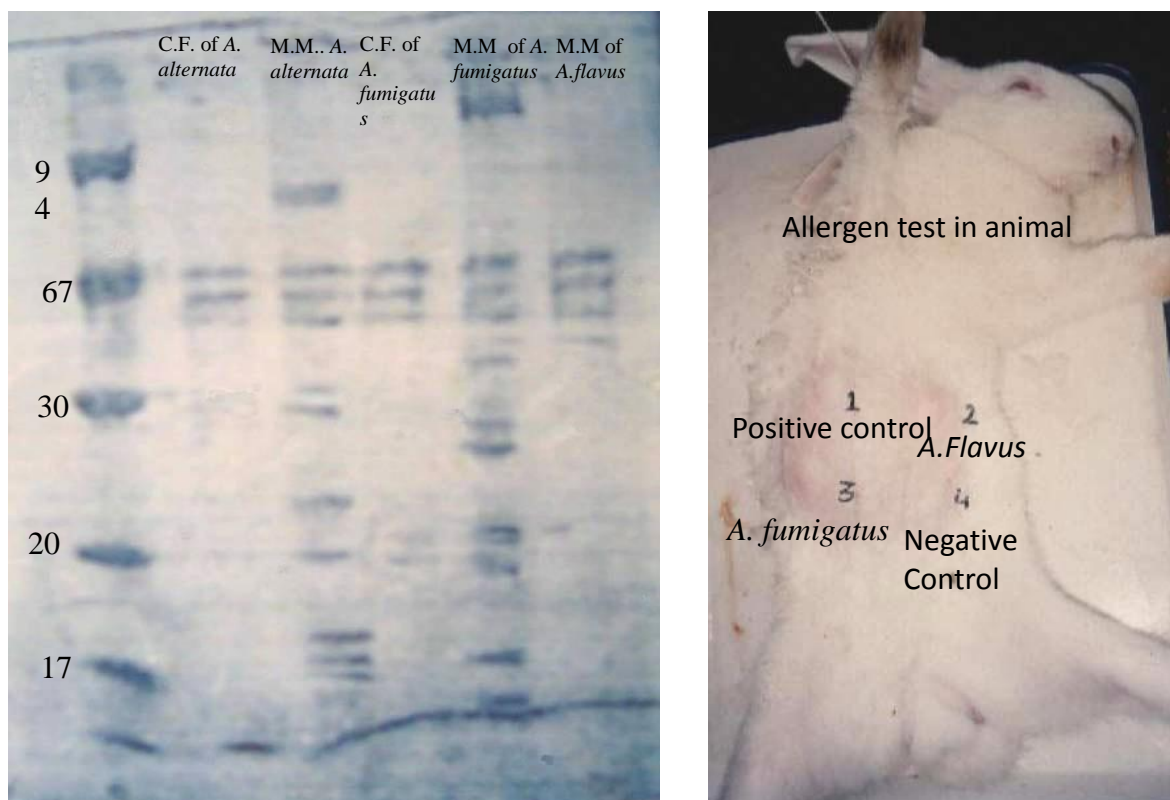 C.F. of A.
alternata
M.M.. A.
alternata
C.F. of
A.
fumigatu
s
M.M of A.
fumigatus
M.M of
A.flavus
9
4
67
30
20
17
Allergen test in animal
1
Positive control
2
A.Flavus
3
A. fumigatus
4
Negative
Control